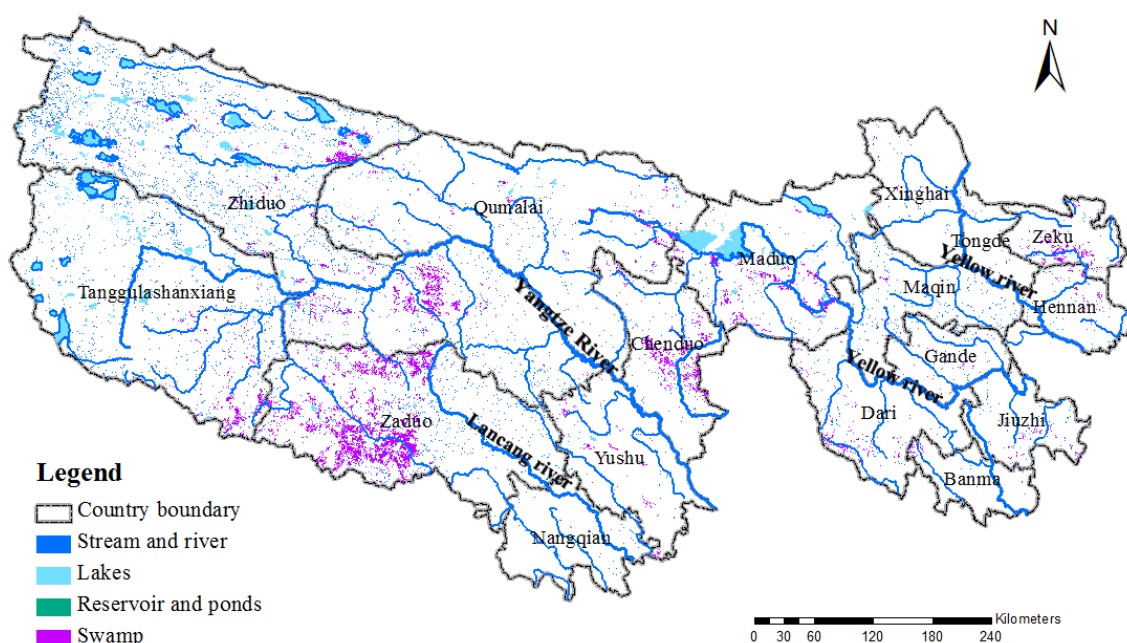 N
Xinghai
Zhiduo
Qumalai
Tongde
Zeku
Maduo
Yellow river
Maqin
Hennan
Tanggulashanxiang
Yangtze River
Chenduo
Gande
Yellow river
Dari
Jiuzhi
Zaduo
Lancang river
Yushu
Banma
Nangqian
Legend
Country boundary
Stream and river
Lakes
Reservoir and ponds
Swamp
Kilometers
0 30 60 120 180 240